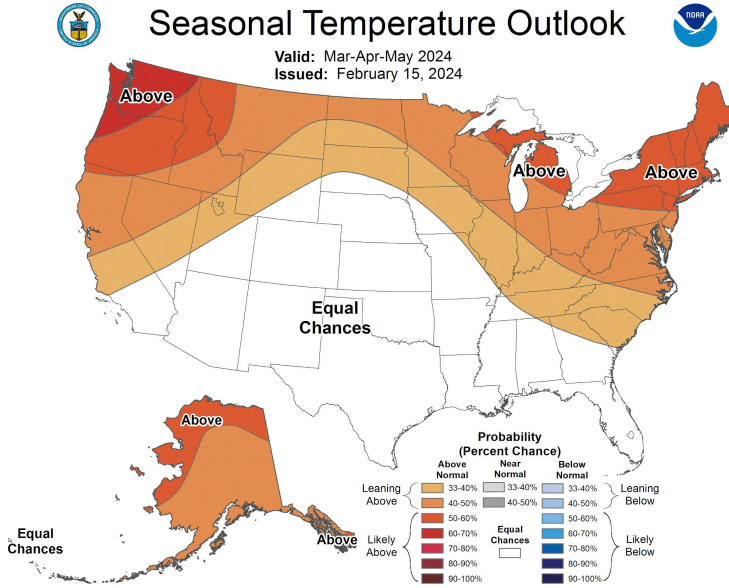 Seasonal Temperature Outlook
NOAA
Valid: Mar-Apr-May 2024
Issued: February 15, 2024
Above
Above
Above
Equal
Chances
Above
Above
Equal
Chances
Probability
(Percent Chance)
Above
Normal
Near
Normal
Below
Normal
Leaning
Above
33-40%
40-50%
33-40%
40-50%
33-40%
40-50%
Leaning
Below
Likely
Above
50-60%
60-70%
70-80%
80-90%
90-100%
Equal
Chances
50-60%
60-70%
70-80%
80-90%
90-100%
Likely
Below